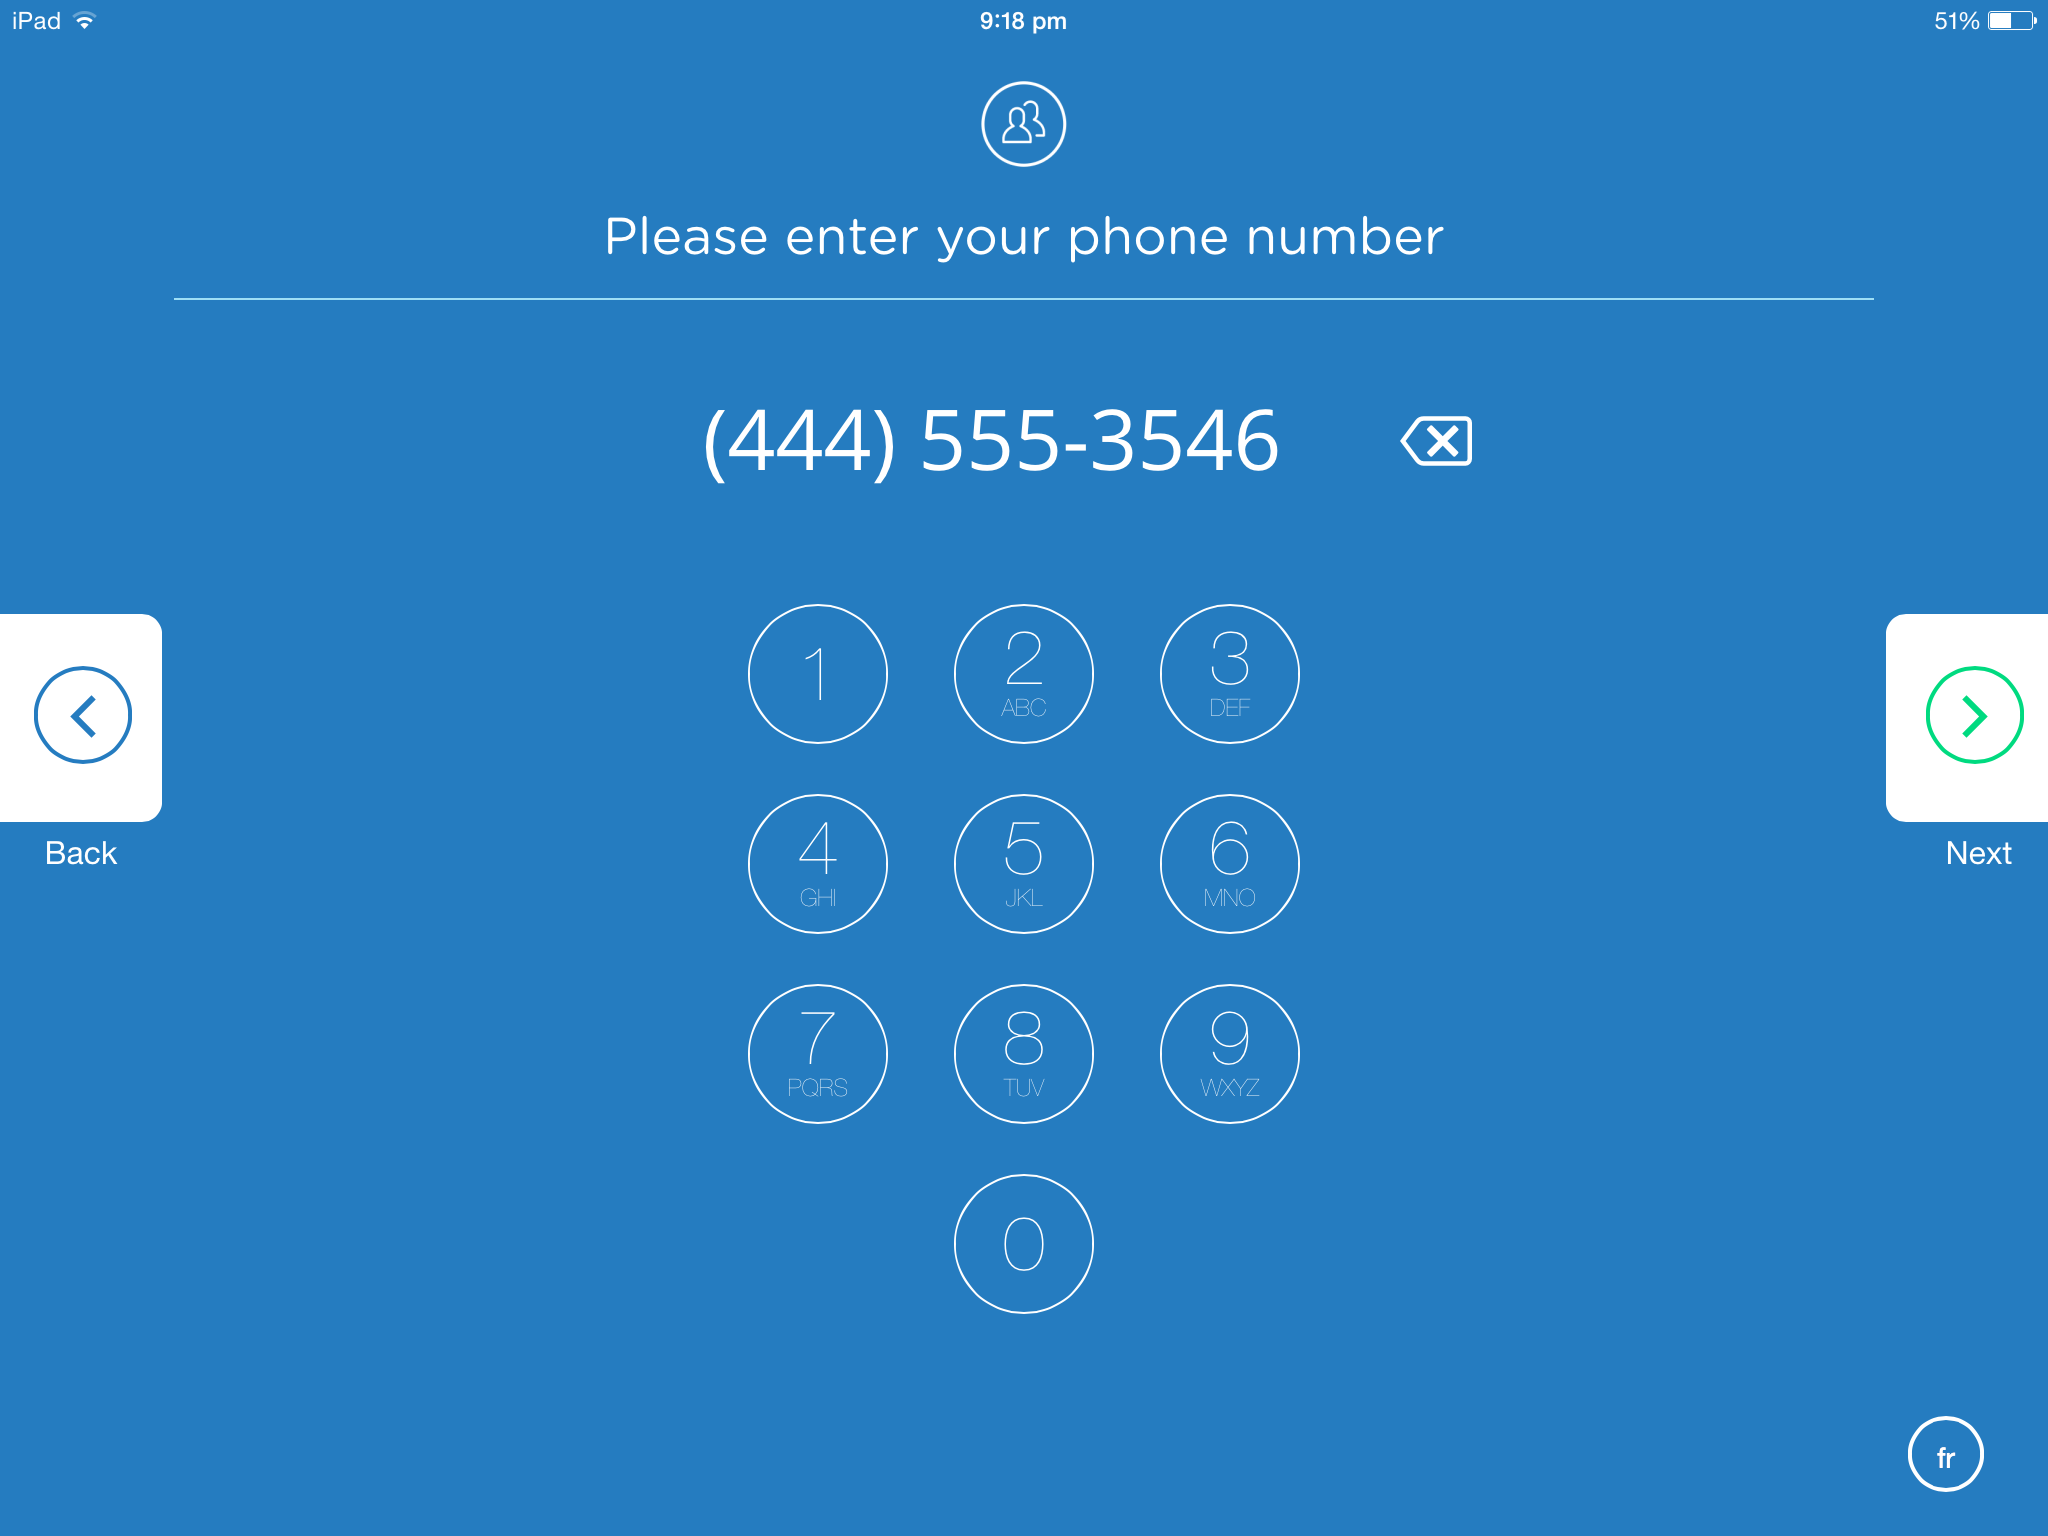 iPad 9:18 pm 51%
Please enter your phone number
(444) 555-3546
1 2 3
ABC DEF
Back Next
4 5 6
GHI JKL MNO
7 8 9
PQRS TUV WXYZ
0
fr